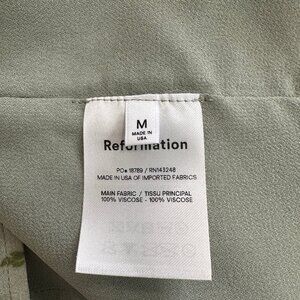 M
MADE IN
USA
Reformation
PO# 18789 / RN143248
MADE IN USA OF IMPORTED FABRICS
MAIN FABRIC / TISSU PRINCIPAL
100% VISCOSE - 100% VISCOSE